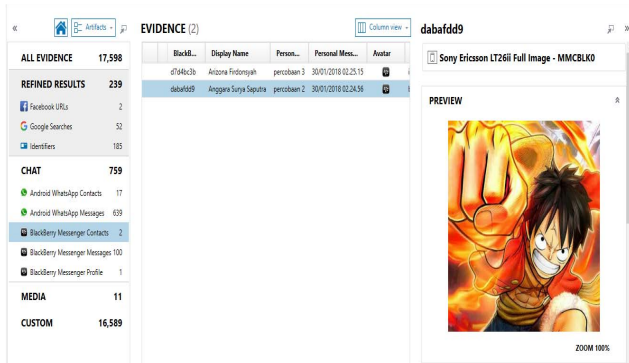 Artifacts
ALL EVIDENCE 17,598
REFINED RESULTS 239
Facebook URLs 2
Google Searches 52
Identifiers 185
CHAT 759
Android WhatsApp Contacts 17
Android WhatsApp Messages 639
BlackBerry Messenger Contacts 2
BlackBerry Messenger Messages 100
BlackBerry Messenger Profile 1
MEDIA 11
CUSTOM 16,589
EVIDENCE (2)
Column view
BlackB... Display Name Person... Personal Mess... Avatar
d7d4bc3b Arizona Firdonsyah percobaan 3 30/01/2018 02.25.15
dabafdd9 Anggara Surya Saputra percobaan 2 30/01/2018 02.24.56
dabafdd9
Sony Ericsson LT26ii Full Image - MMCBLK0
PREVIEW
ZOOM 100%